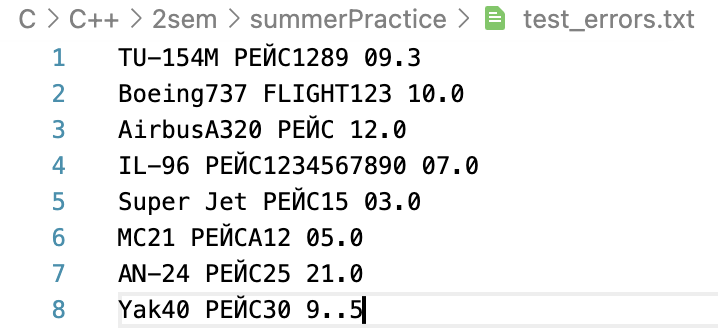 C > C++ > 2sem > summerPractice > test_errors.txt
1 TU-154M РЕЙС1289 09.3
2 Boeing737 FLIGHT123 10.0
3 AirbusA320 РЕЙС 12.0
4 IL-96 РЕЙС1234567890 07.0
5 Super Jet РЕЙС15 03.0
6 MC21 РЕЙСА12 05.0
7 AN-24 РЕЙС25 21.0
8 Yak40 РЕЙС30 9..5